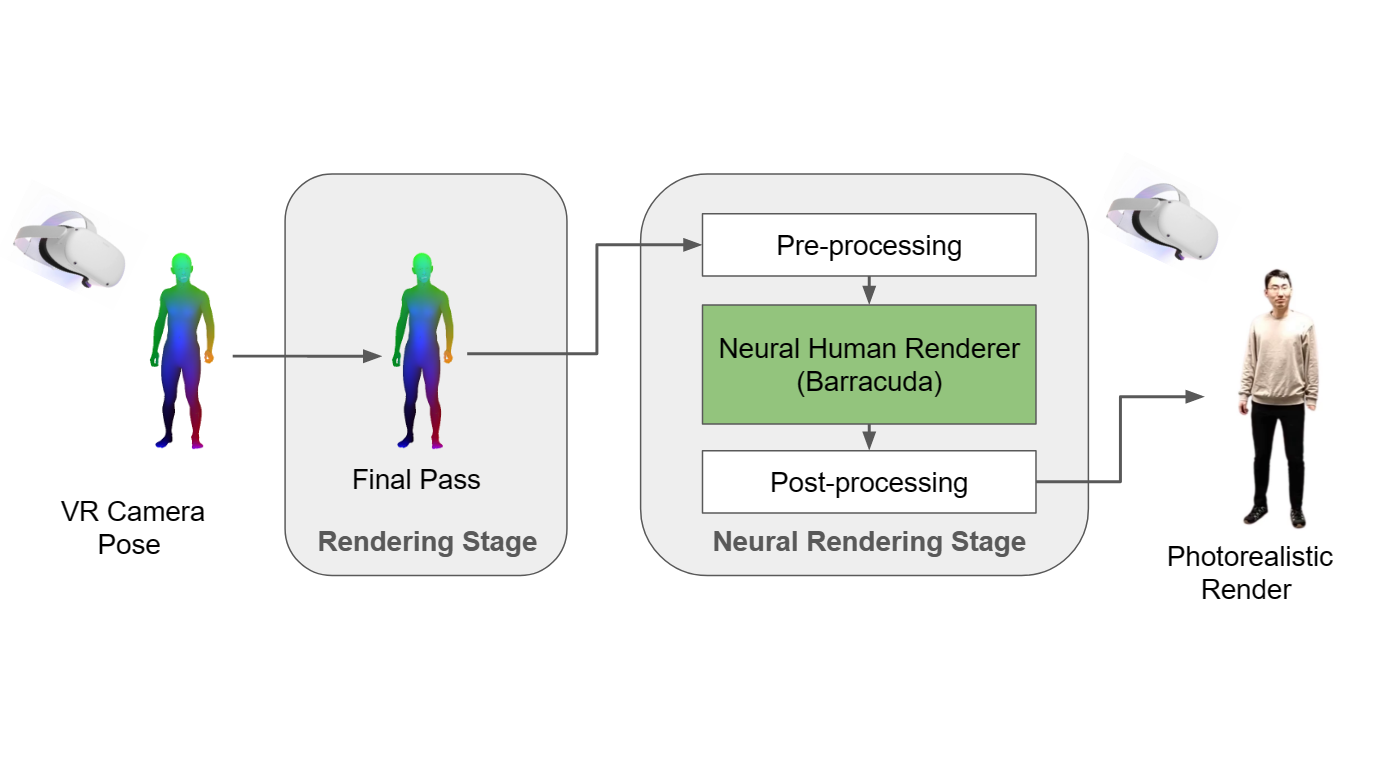 VR Camera
Pose
Final Pass
Rendering Stage
Pre-processing
Neural Human Renderer
(Barracuda)
Post-processing
Neural Rendering Stage
Photorealistic
Render